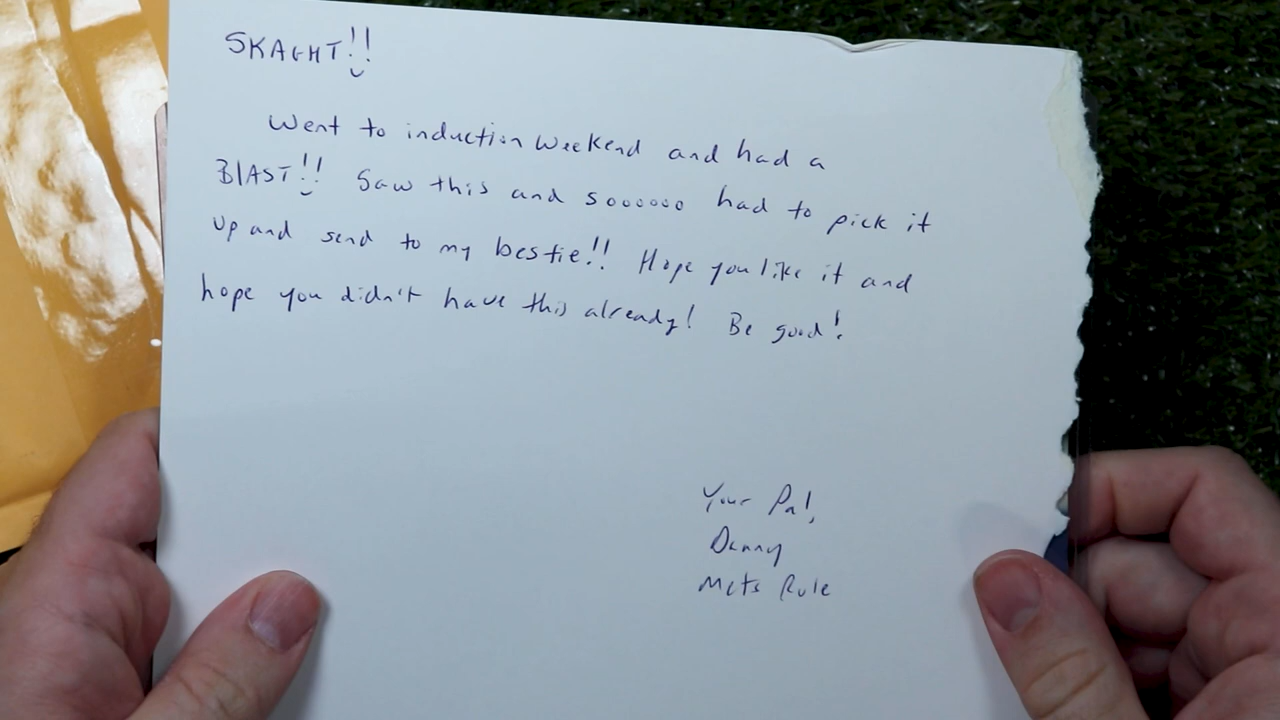 SKAGHT!!
Went to induction weekend and had a
BLAST!! Saw this and soooooo had to pick it
up and send to my bestie!! Hope you like it and
hope you didn't have this already! Be good!
Your Pal,
Danny
Mets Rule